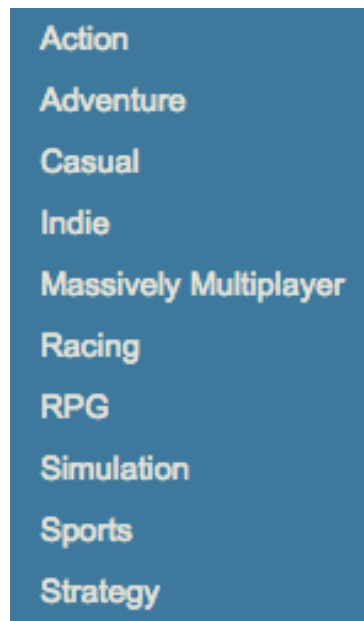 Action
Adventure
Casual
Indie
Massively Multiplayer
Racing
RPG
Simulation
Sports
Strategy